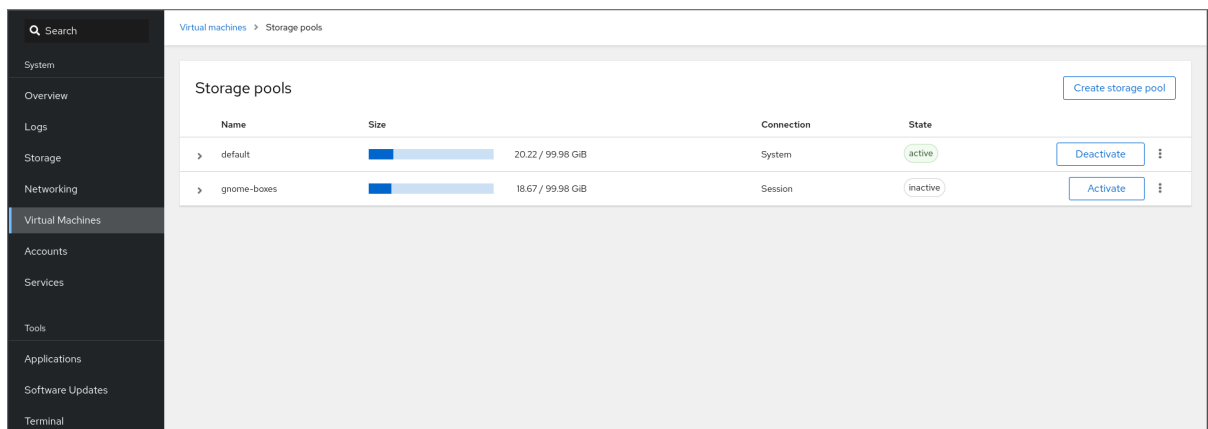 Search
System
Overview
Logs
Storage
Networking
Virtual Machines
Accounts
Services
Tools
Applications
Software Updates
Terminal
Virtual machines > Storage pools
Storage pools
Create storage pool
Name Size Connection State
default 20.22 / 99.98 GiB System active Deactivate
gnome-boxes 18.67 / 99.98 GiB Session inactive Activate